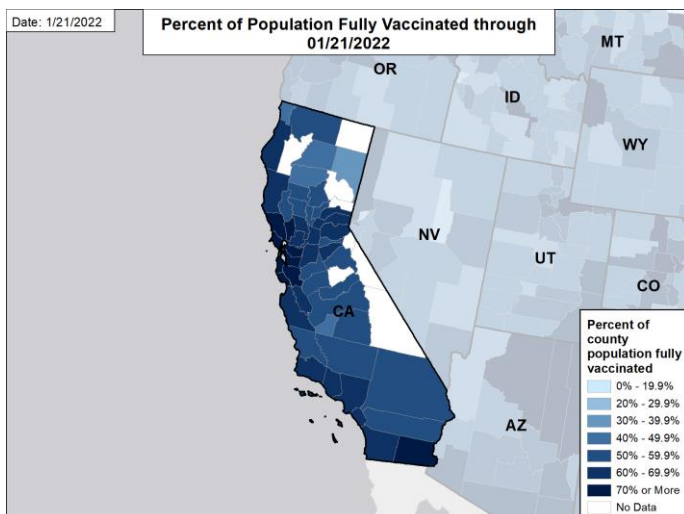 Date: 1/21/2022
Percent of Population Fully Vaccinated through
01/21/2022
MT
OR
ID
WY
NV
UT
CO
CA
AZ
Percent of
county
population fully
vaccinated
0% - 19.9%
20% - 29.9%
30% - 39.9%
40% - 49.9%
50% - 59.9%
60% - 69.9%
70% or More
No Data